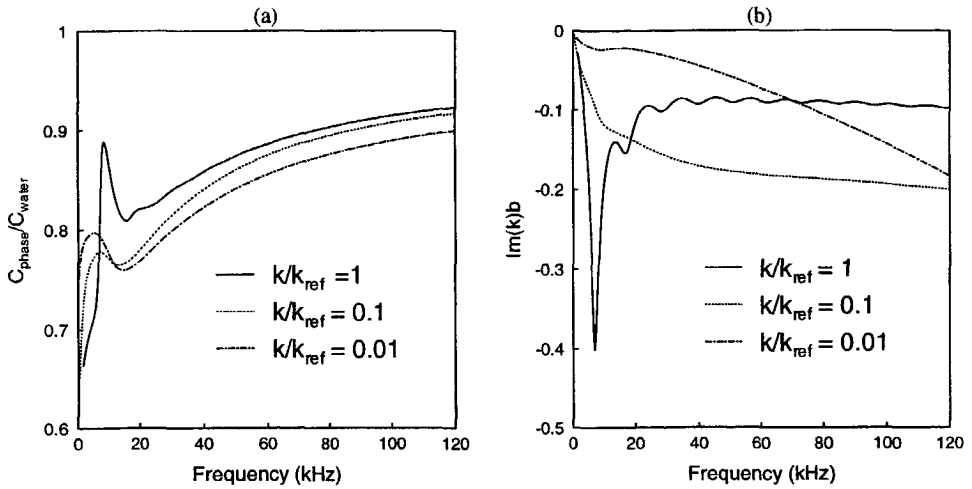 (a)
1
0.9
0.8
0.7
0.6
C_phase/C_water
k/k_ref = 1
k/k_ref = 0.1
k/k_ref = 0.01
0 20 40 60 80 100 120
Frequency (kHz)
(b)
0
-0.1
-0.2
-0.3
-0.4
-0.5
Im(k)b
k/k_ref = 1
k/k_ref = 0.1
k/k_ref = 0.01
0 20 40 60 80 100 120
Frequency (kHz)